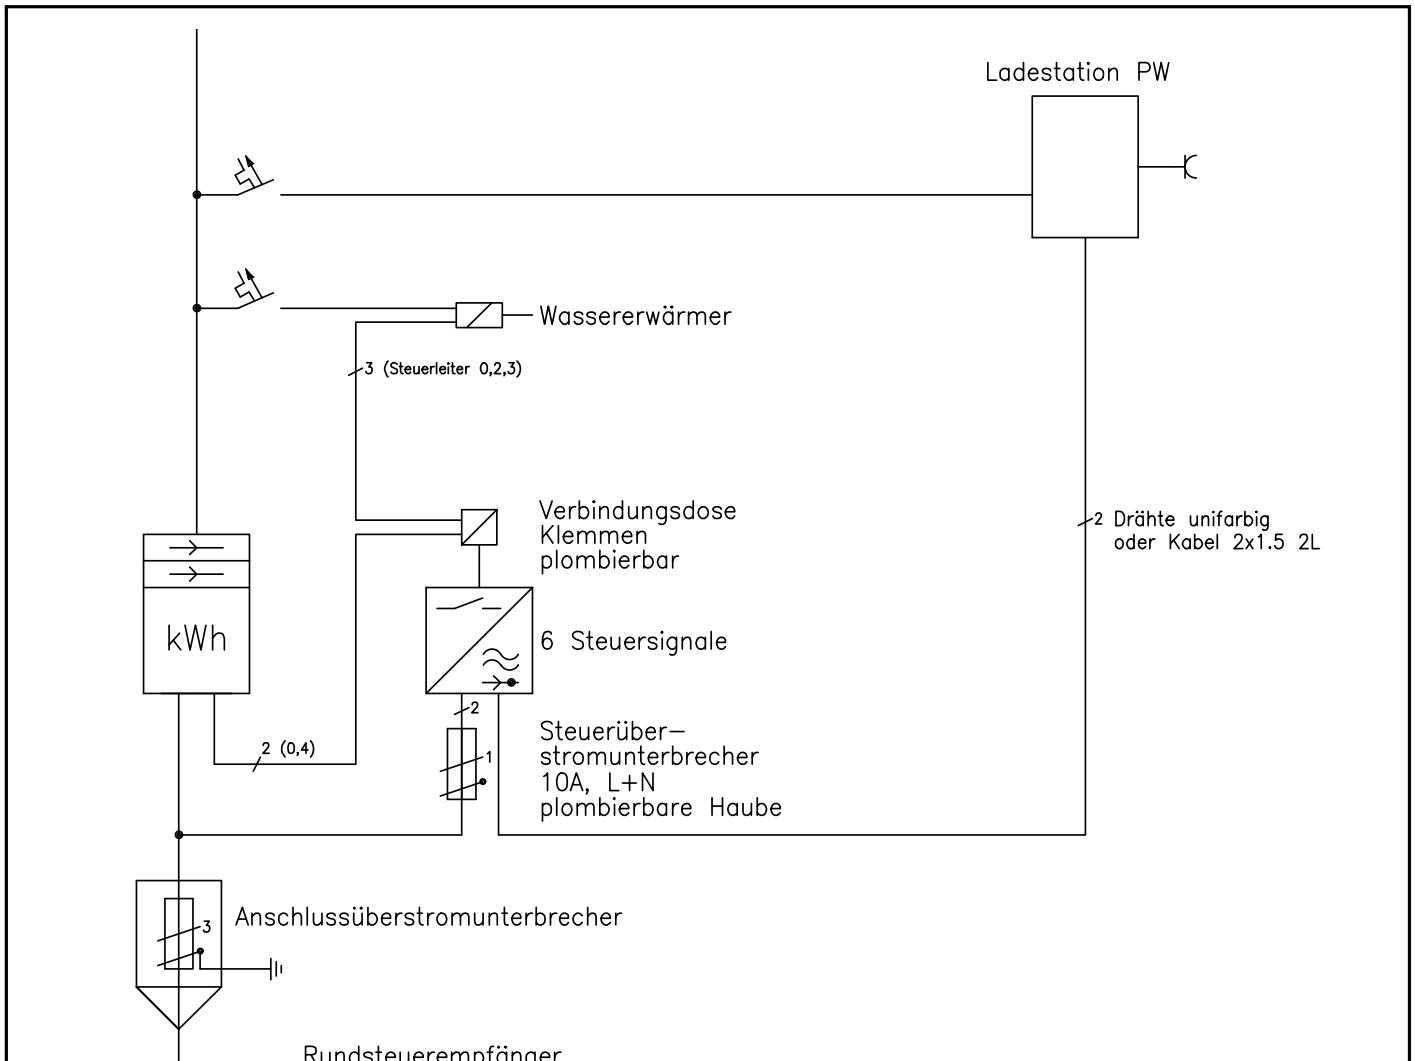 Ladestation PW
Wassererwärmer
3 (Steuerleiter 0,2,3)
Verbindungsdose
Klemmen
plombierbar
2 Drähte unifarbig
oder Kabel 2x1.5 2L
kWh
6 Steuersignale
2
Steuerüber-
stromunterbrecher
10A, L+N
plombierbare Haube
1
2 (0,4)
Anschlussüberstromunterbrecher
3
Rundsteuerempfänger